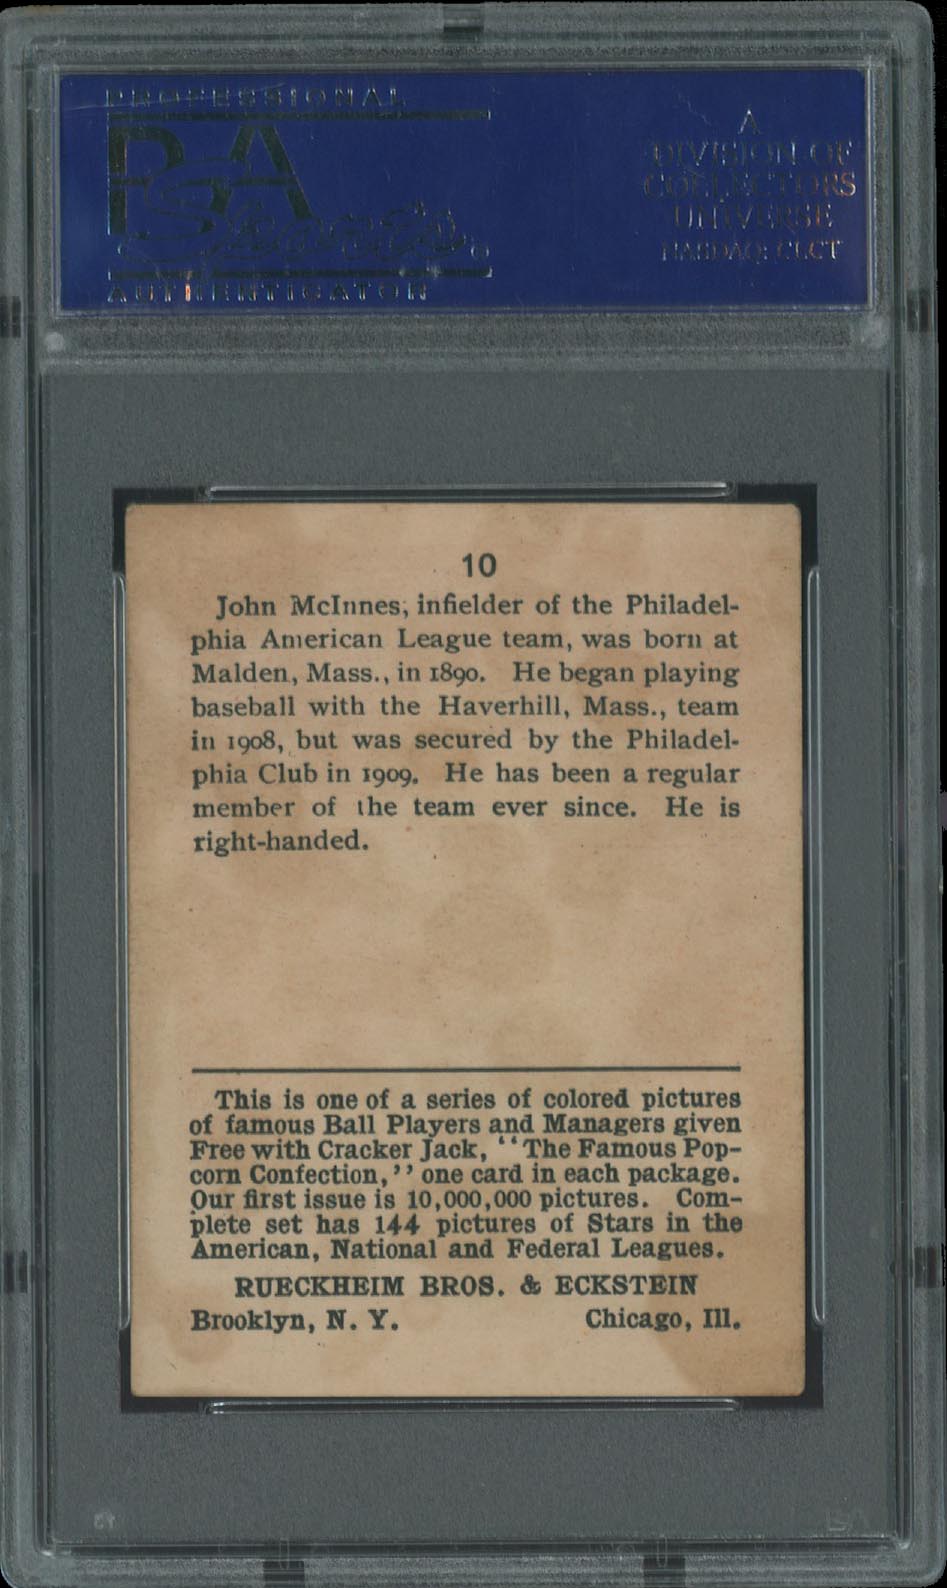 PROFESSIONAL
PSA
Sports
AUTHENTICATOR
A
DIVISION OF
COLLECTORS
UNIVERSE
NASDAQ: CLCT
10
John McInnes, infielder of the Philadel-
phia American League team, was born at
Malden, Mass., in 1890. He began playing
baseball with the Haverhill, Mass., team
in 1908, but was secured by the Philadel-
phia Club in 1909. He has been a regular
member of the team ever since. He is
right-handed.
This is one of a series of colored pictures
of famous Ball Players and Managers given
Free with Cracker Jack, “The Famous Pop-
corn Confection,” one card in each package.
Our first issue is 10,000,000 pictures. Com-
plete set has 144 pictures of Stars in the
American, National and Federal Leagues.
RUECKHEIM BROS. & ECKSTEIN
Brooklyn, N. Y. Chicago, Ill.